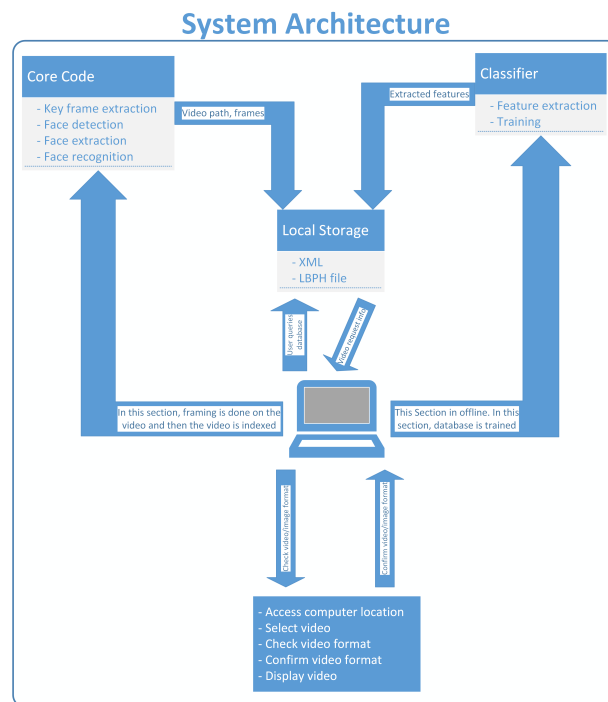 System Architecture
Core Code
- Key frame extraction
- Face detection
- Face extraction
- Face recognition
Video path, frames
Extracted features
Classifier
- Feature extraction
- Training
Local Storage
- XML
- LBPH file
User queries
database
Video request info
In this section, framing is done on the
video and then the video is indexed
This Section in offline. In this
section, database is trained
Check video/image format
Confirm video/image format
- Access computer location
- Select video
- Check video format
- Confirm video format
- Display video